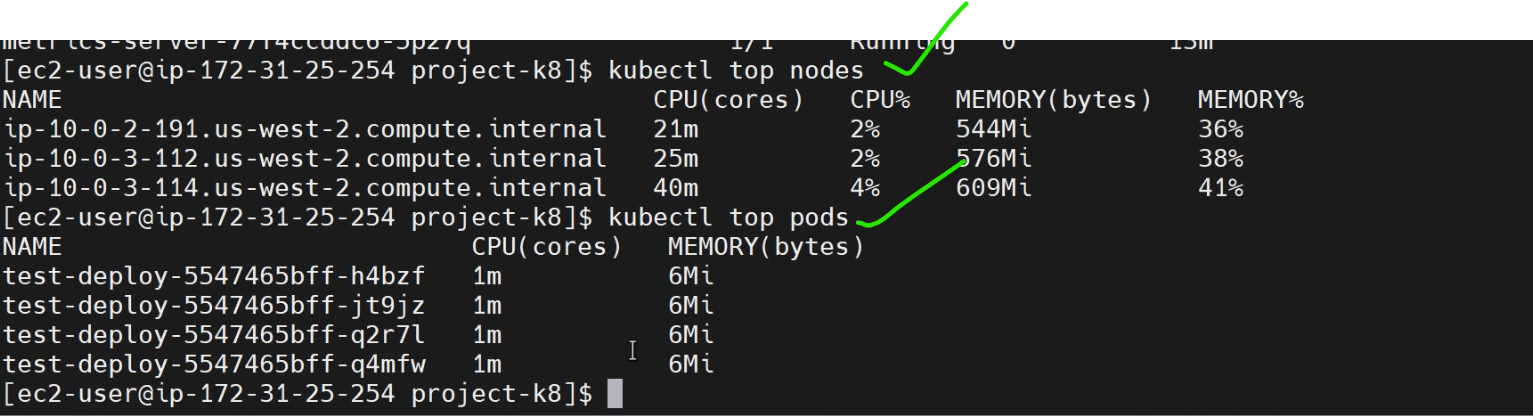 metrics-server-77f4ccddc6-5p27q 1/1 Running 0 15m
[ec2-user@ip-172-31-25-254 project-k8]$ kubectl top nodes
NAME CPU(cores) CPU% MEMORY(bytes) MEMORY%
ip-10-0-2-191.us-west-2.compute.internal 21m 2% 544Mi 36%
ip-10-0-3-112.us-west-2.compute.internal 25m 2% 576Mi 38%
ip-10-0-3-114.us-west-2.compute.internal 40m 4% 609Mi 41%
[ec2-user@ip-172-31-25-254 project-k8]$ kubectl top pods
NAME CPU(cores) MEMORY(bytes)
test-deploy-5547465bff-h4bzf 1m 6Mi
test-deploy-5547465bff-jt9jz 1m 6Mi
test-deploy-5547465bff-q2r7l 1m 6Mi
test-deploy-5547465bff-q4mfw 1m 6Mi
[ec2-user@ip-172-31-25-254 project-k8]$